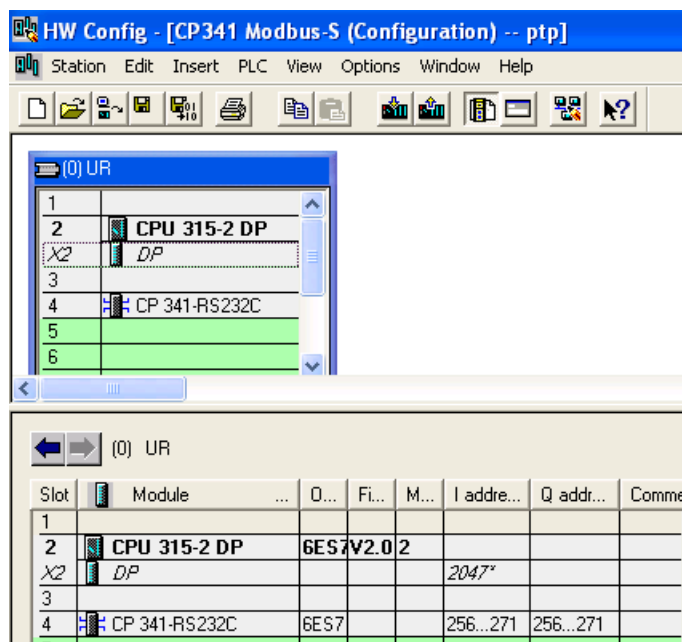 HW Config - [CP341 Modbus-S (Configuration) -- ptp]
Station Edit Insert PLC View Options Window Help
(0) UR
1
2 CPU 315-2 DP
X2 DP
3
4 CP 341-RS232C
5
6
(0) UR
Slot Module ... O... Fi... M... I addre... Q addr... Comme
1
2 CPU 315-2 DP 6ES7 V2.0 2
X2 DP 2047*
3
4 CP 341-RS232C 6ES7 256...271 256...271